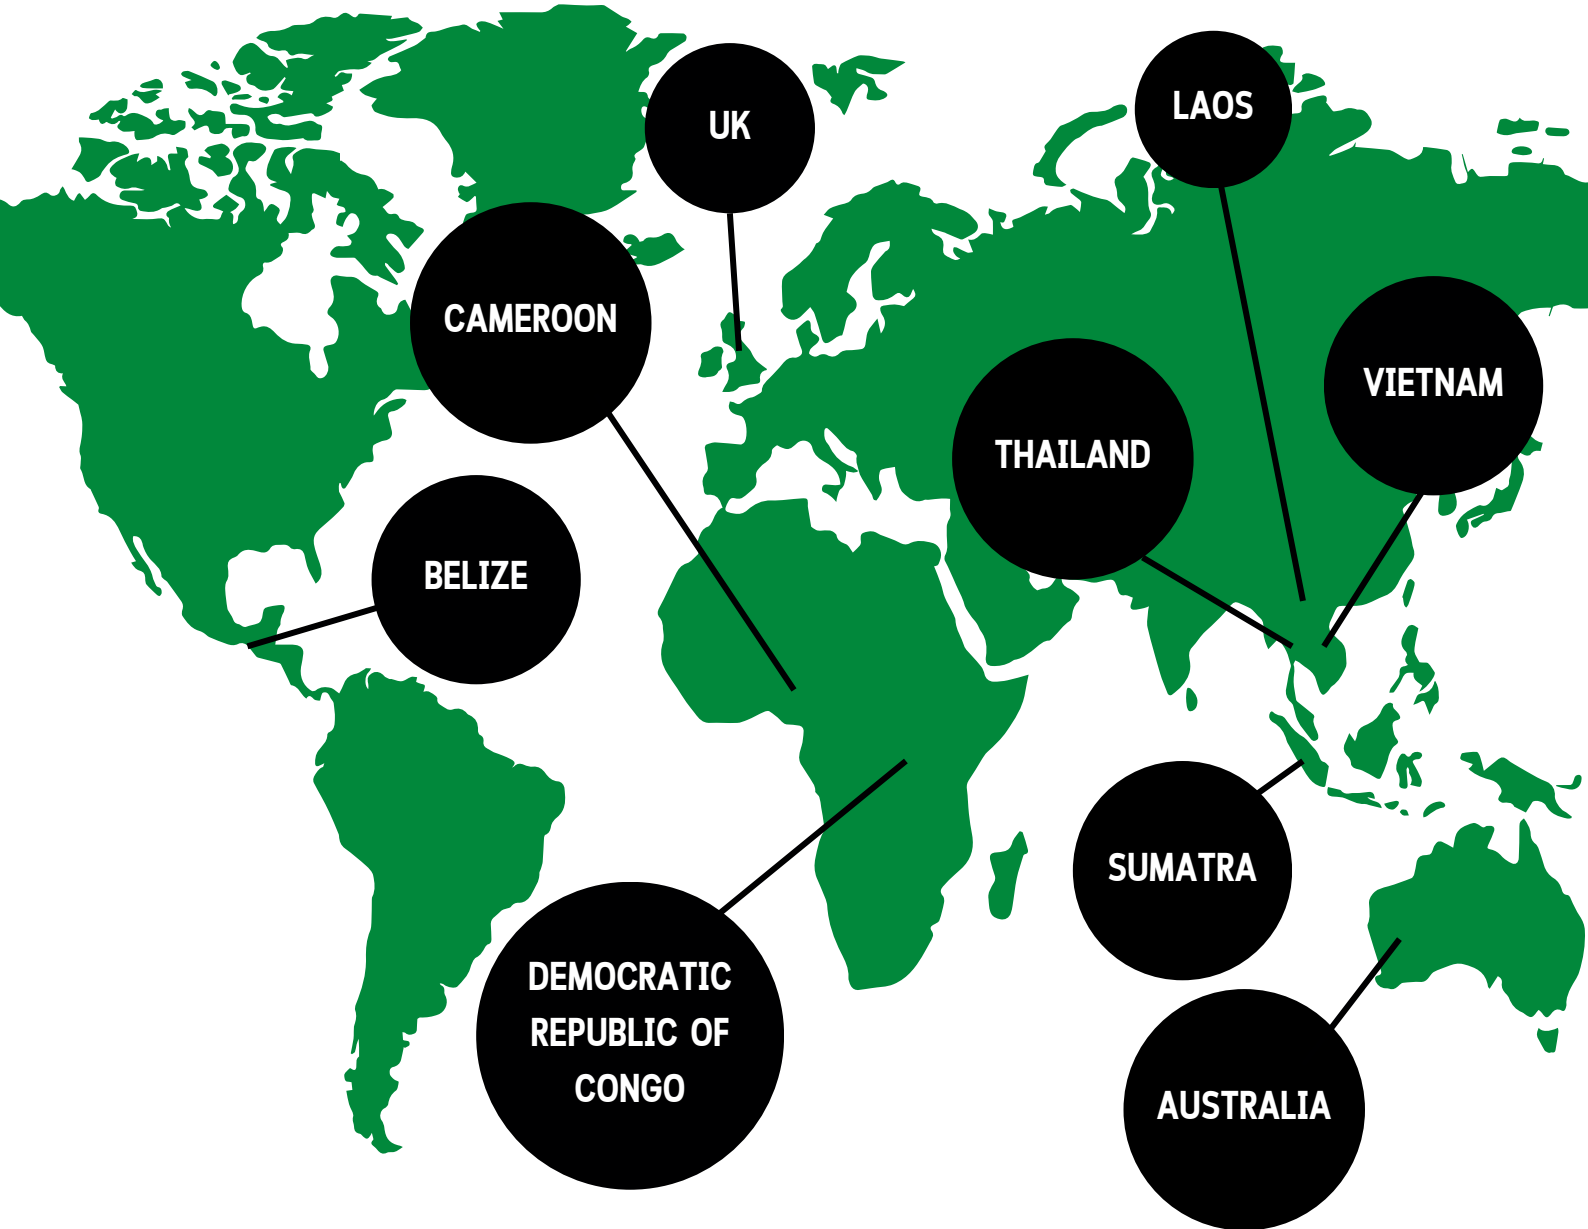 LAOS
UK
CAMEROON
VIETNAM
THAILAND
BELIZE
SUMATRA
DEMOCRATIC
REPUBLIC OF
CONGO
AUSTRALIA